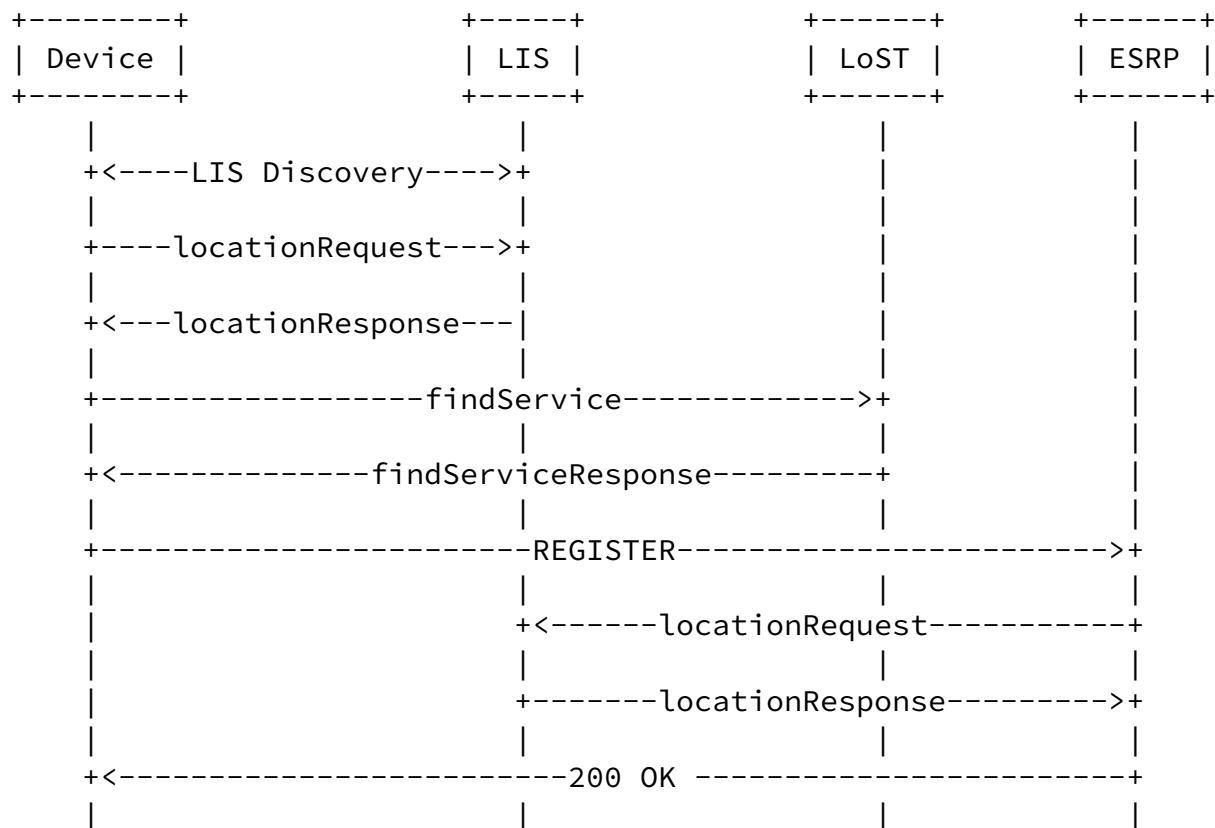 Device LIS LoST ESRP
LIS Discovery
locationRequest
locationResponse
findService
findServiceResponse
REGISTER
locationRequest
locationResponse
200 OK